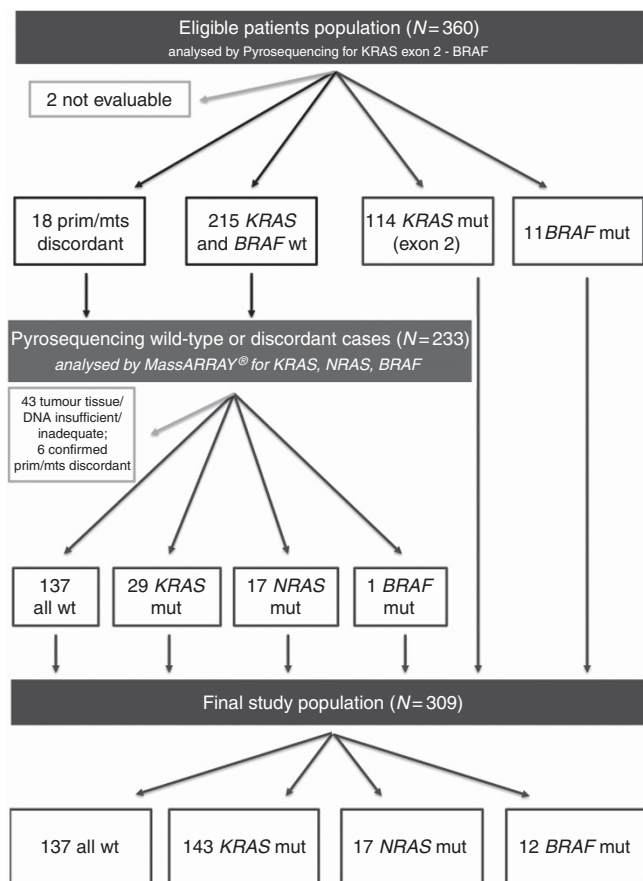 Eligible patients population (N=360)
analysed by Pyrosequencing for KRAS exon 2 - BRAF
2 not evaluable
18 prim/mts
discordant
215 KRAS
and BRAF wt
114 KRAS mut
(exon 2)
11BRAF mut
Pyrosequencing wild-type or discordant cases (N=233)
analysed by MassARRAY® for KRAS, NRAS, BRAF
43 tumour tissue/
DNA insufficient/
inadequate;
6 confirmed
prim/mts discordant
137
all wt
29 KRAS
mut
17 NRAS
mut
1 BRAF
mut
Final study population (N=309)
137 all wt
143 KRAS mut
17 NRAS mut
12 BRAF mut